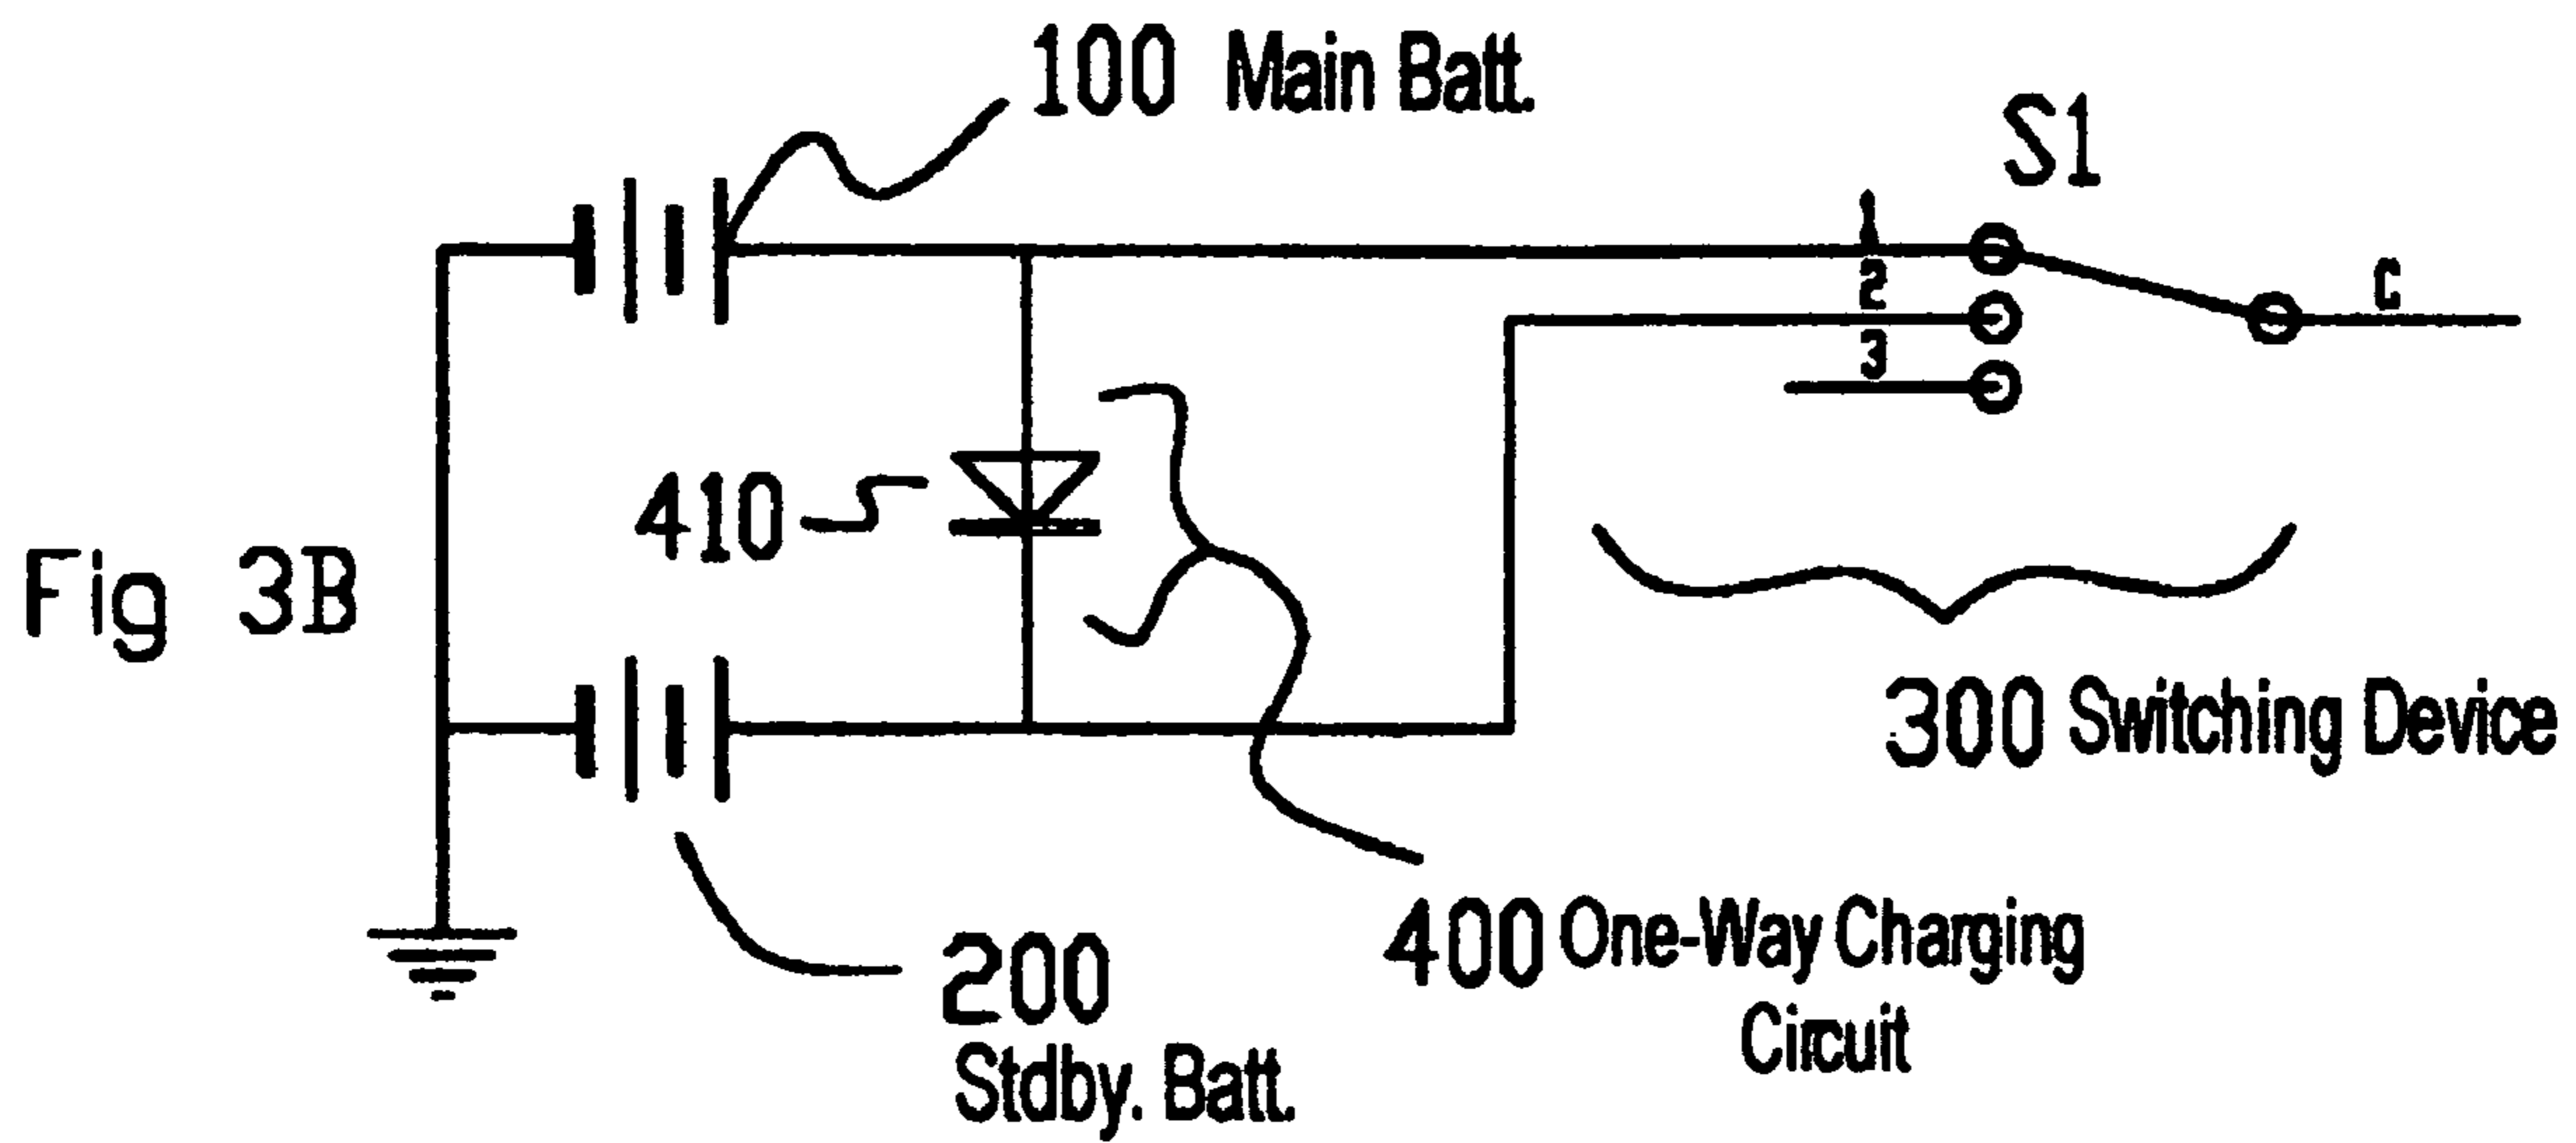 100 Main Batt.
S1
1
2
C
3
410
Fig 3B
300 Switching Device
400 One-Way Charging
Circuit
200
Stdby. Batt.